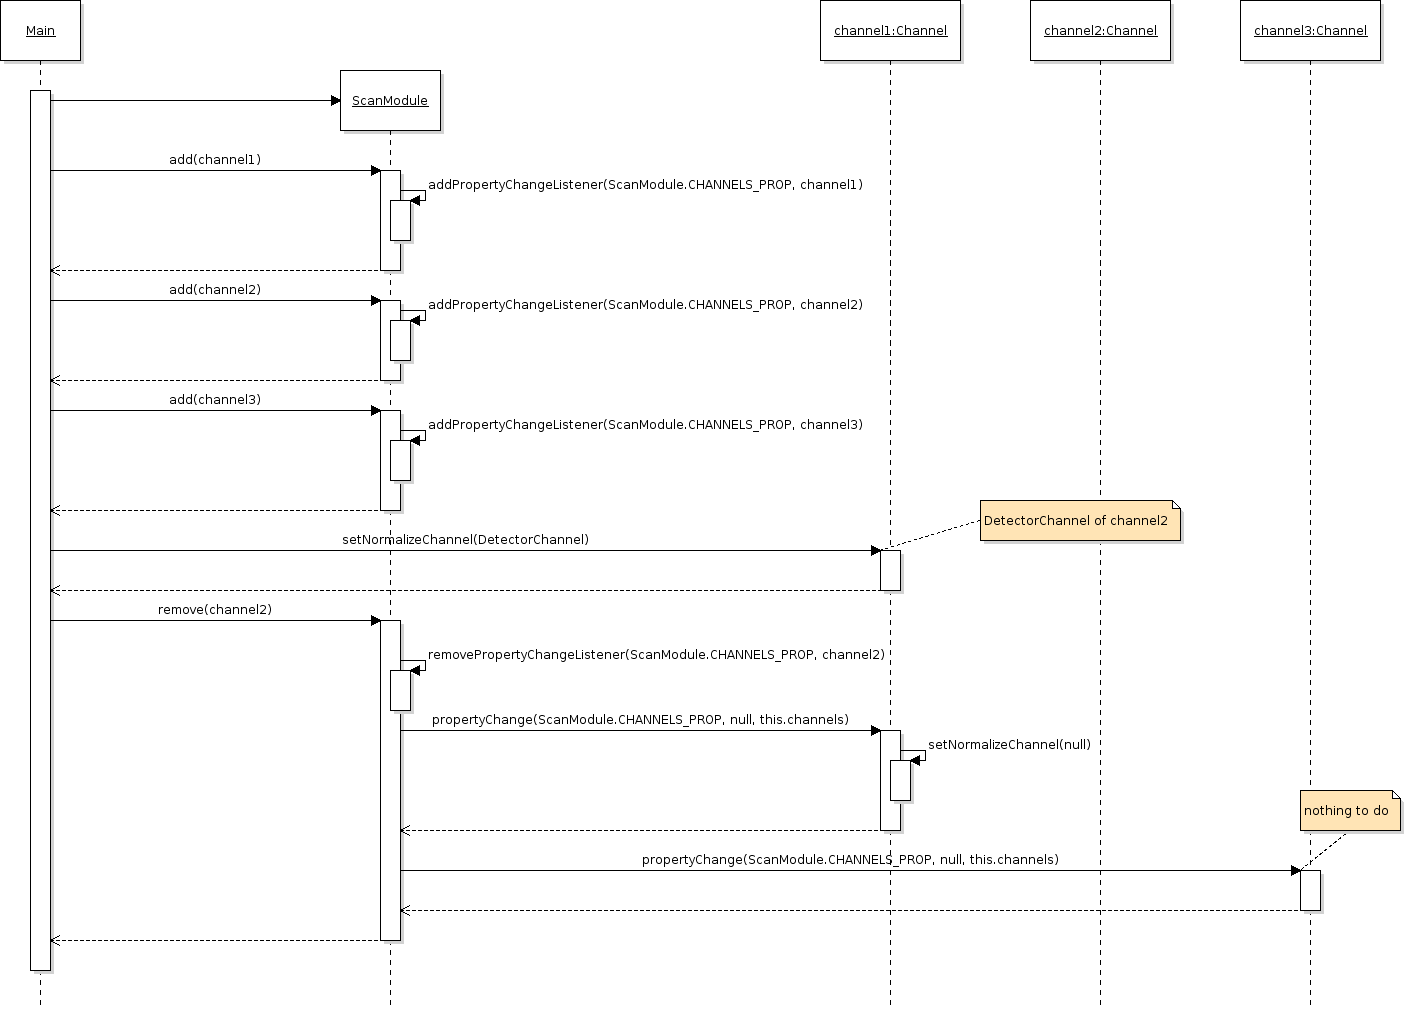 Main
channel1:Channel
channel2:Channel
channel3:Channel
ScanModule
add(channel1)
addPropertyChangeListener(ScanModule.CHANNELS_PROP, channel1)
add(channel2)
addPropertyChangeListener(ScanModule.CHANNELS_PROP, channel2)
add(channel3)
addPropertyChangeListener(ScanModule.CHANNELS_PROP, channel3)
DetectorChannel of channel2
setNormalizeChannel(DetectorChannel)
remove(channel2)
removePropertyChangeListener(ScanModule.CHANNELS_PROP, channel2)
propertyChange(ScanModule.CHANNELS_PROP, null, this.channels)
setNormalizeChannel(null)
nothing to do
propertyChange(ScanModule.CHANNELS_PROP, null, this.channels)